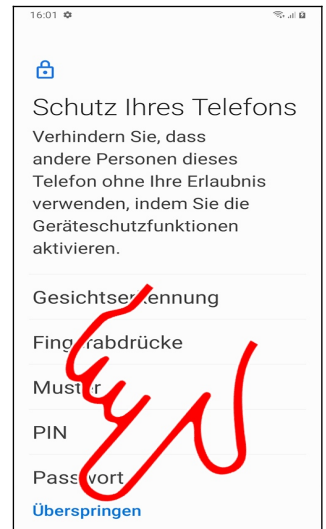 16:01
Schutz Ihres Telefons
Verhindern Sie, dass
andere Personen dieses
Telefon ohne Ihre Erlaubnis
verwenden, indem Sie die
Geräteschutzfunktionen
aktivieren.
Gesichtserkennung
Fingerabdrücke
Muster
PIN
Passwort
Überspringen